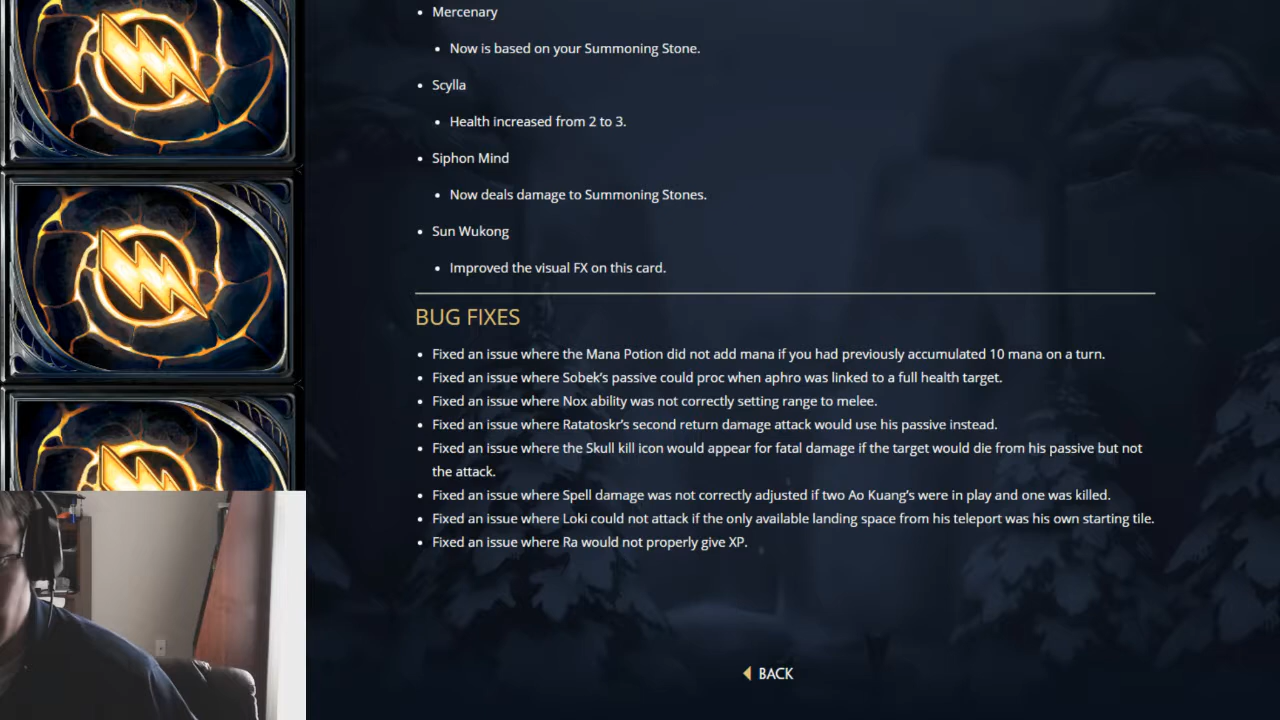 Mercenary
Now is based on your Summoning Stone.
Scylla
Health increased from 2 to 3.
Siphon Mind
Now deals damage to Summoning Stones.
Sun Wukong
Improved the visual FX on this card.
BUG FIXES
Fixed an issue where the Mana Potion did not add mana if you had previously accumulated 10 mana on a turn.
Fixed an issue where Sobek's passive could proc when aphro was linked to a full health target.
Fixed an issue where Nox ability was not correctly setting range to melee.
Fixed an issue where Ratatoskr's second return damage attack would use his passive instead.
Fixed an issue where the Skull kill icon would appear for fatal damage if the target would die from his passive but not
the attack.
Fixed an issue where Spell damage was not correctly adjusted if two Ao Kuang's were in play and one was killed.
Fixed an issue where Loki could not attack if the only available landing space from his teleport was his own starting tile.
Fixed an issue where Ra would not properly give XP.
BACK